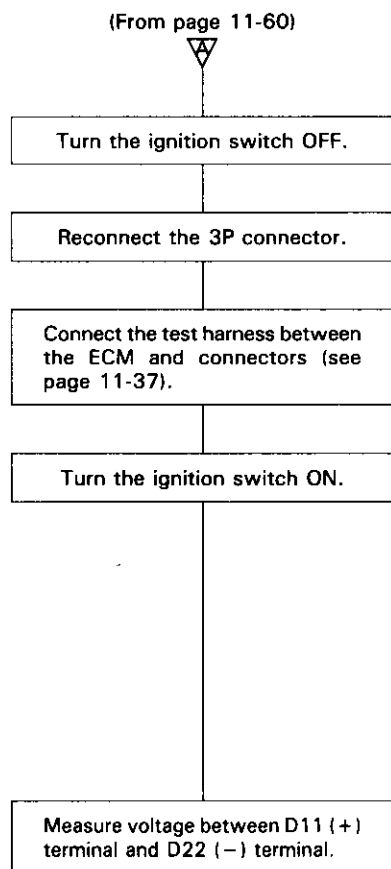 (From page 11-60)
A
Turn the ignition switch OFF.
Reconnect the 3P connector.
Connect the test harness between
the ECM and connectors (see
page 11-37).
Turn the ignition switch ON.
Measure voltage between D11 (+)
terminal and D22 (−) terminal.